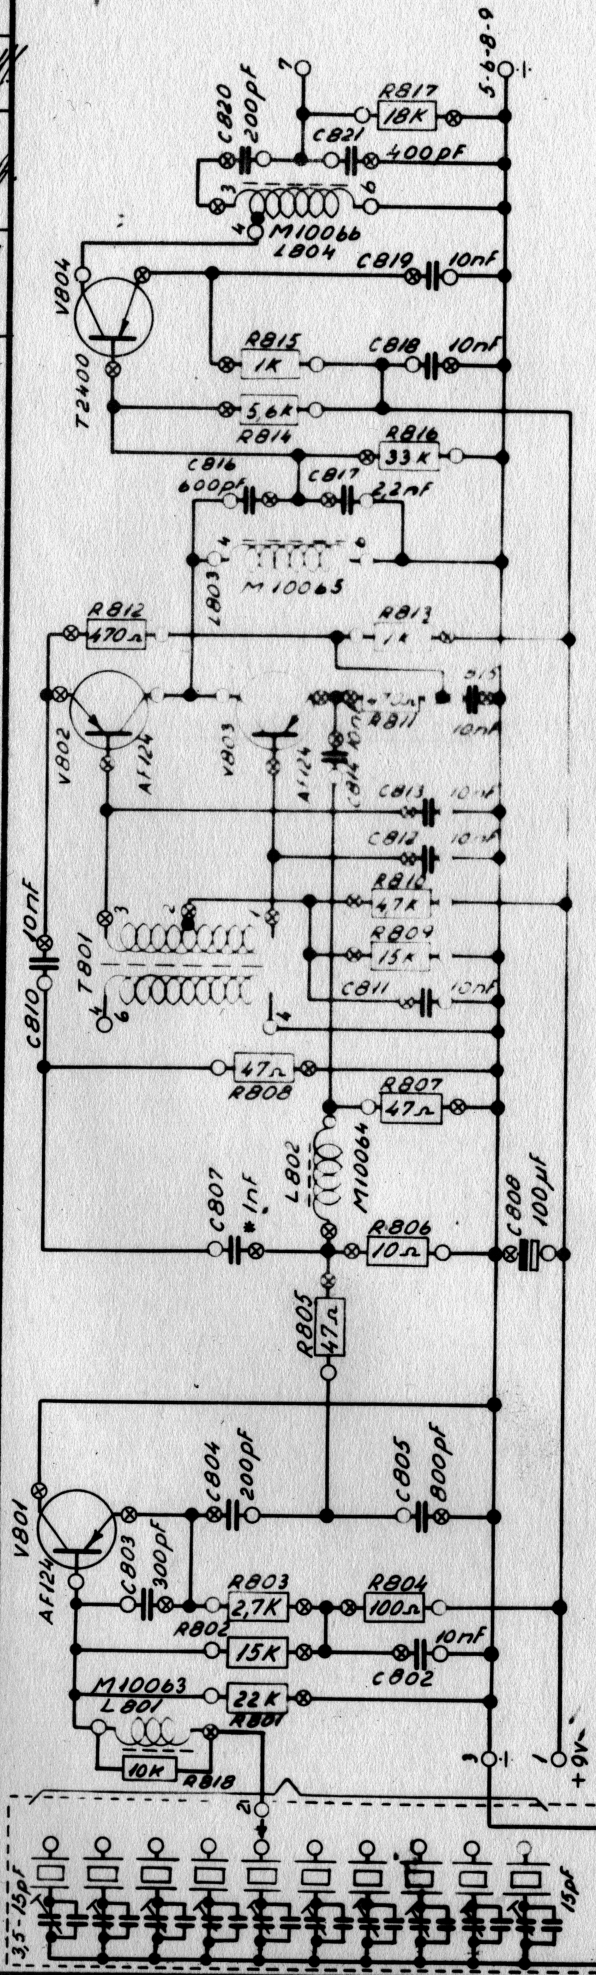 C820
200pF
7
R817
18K
5-6-8-9
C821
400pF
3
6
4
M10066
L804
V804
C819
10nF
T2400
R815
1K
C818
10nF
5,6K
R814
R816
33K
C816
600pF
C817
2,2nF
4
6
L803
M10065
R812
470Ω
R813
1K
V802
AF124
V803
AF124
470Ω
R811
815
10nF
C814
10nF
C813
10nF
C812
10nF
C810
10nF
T801
3
2
1
R810
47K
R809
15K
C811
10nF
4
6
4
47Ω
R808
R807
47Ω
L802
M10064
C807
*1nF
R806
10Ω
C808
100µF
R805
47Ω
V801
AF124
C804
200pF
C805
800pF
C803
300pF
R803
2,7K
R804
100Ω
R802
15K
10nF
C802
M10063
L801
22K
R801
10K
R818
2
3
1
+9V-
3,5-15pF
15pF